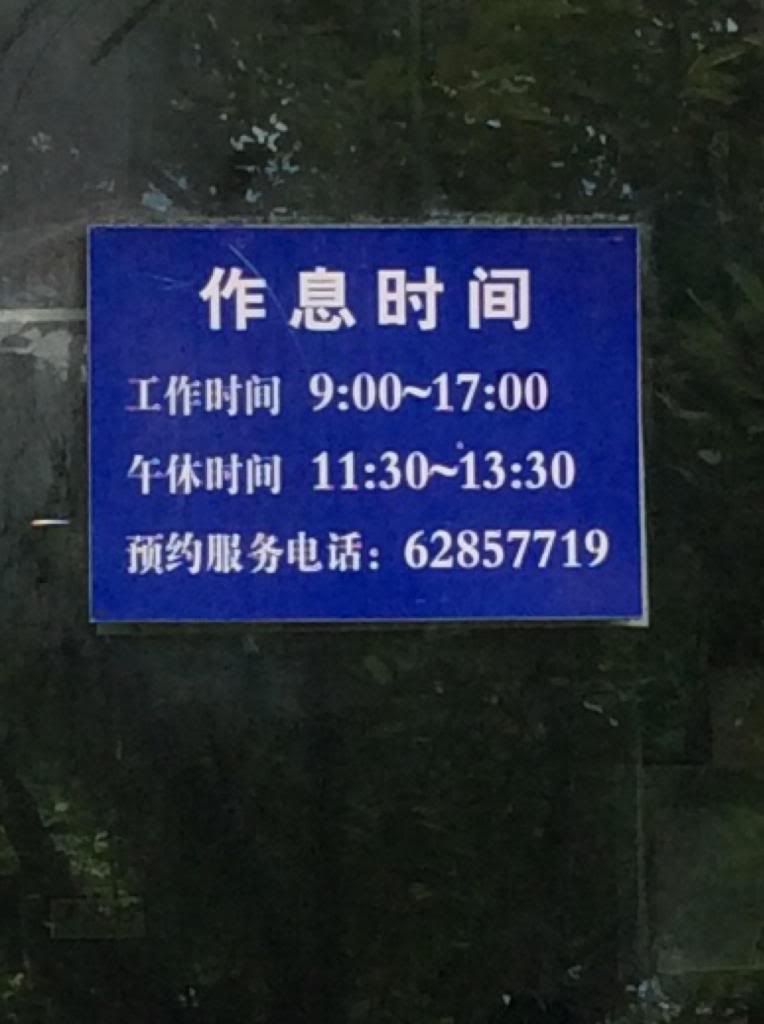 作息时间
工作时间 9:00~17:00
午休时间 11:30~13:30
预约服务电话：62857719